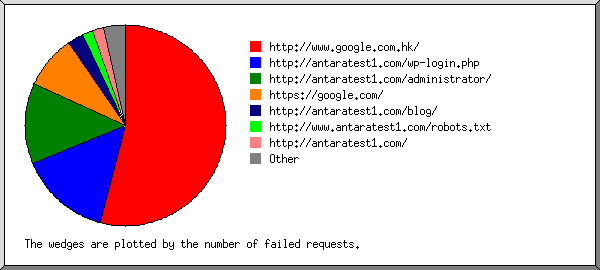 http://www.google.com.hk/
http://antaratest1.com/wp-login.php
http://antaratest1.com/administrator/
https://google.com/
http://antaratest1.com/blog/
http://www.antaratest1.com/robots.txt
http://antaratest1.com/
Other
The wedges are plotted by the number of failed requests.